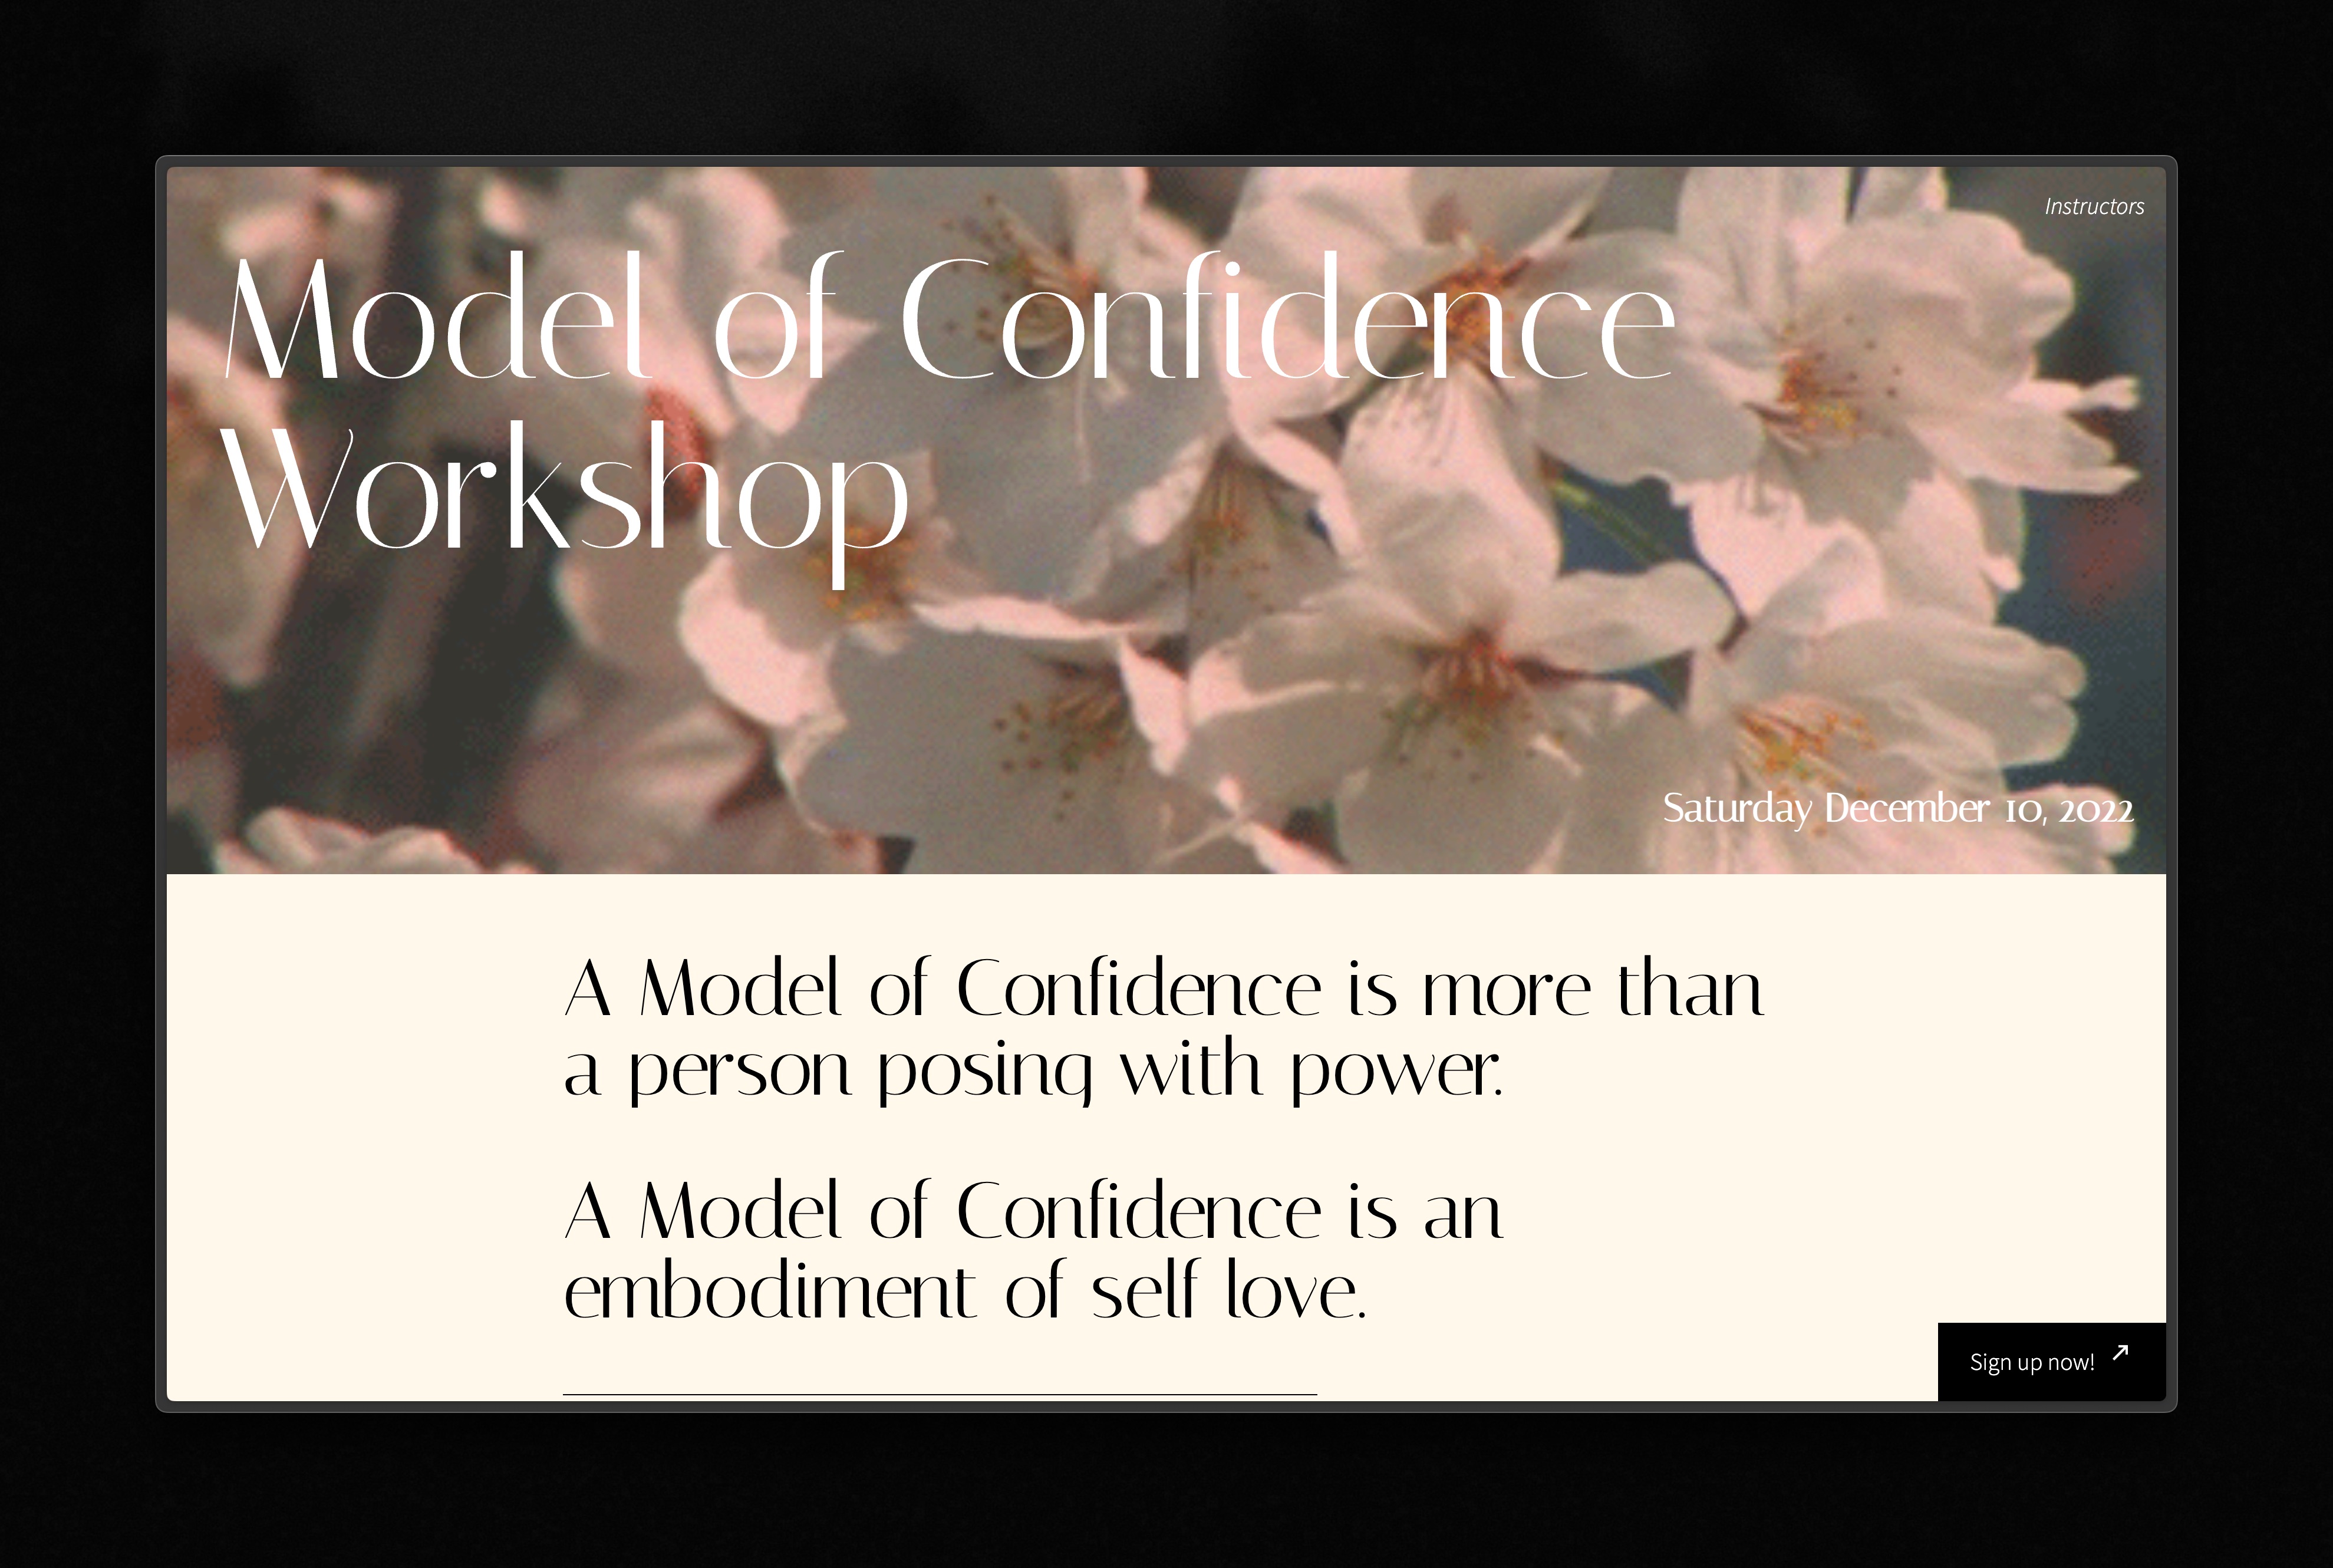 Instructors
Model of Confidence
Workshop
Saturday December 10, 2022
A Model of Confidence is more than
a person posing with power.
A Model of Confidence is an
embodiment of self love.
Sign up now! ↗